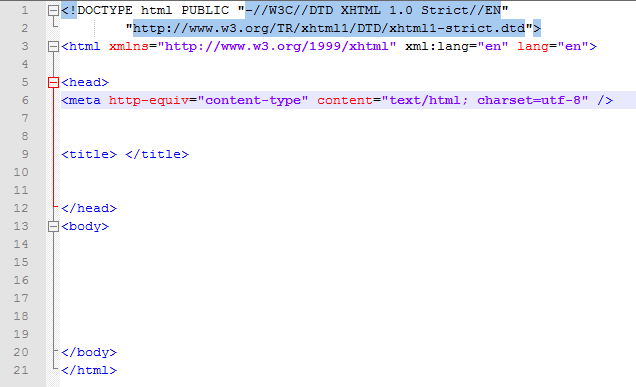 1 <!DOCTYPE html PUBLIC "-//W3C//DTD XHTML 1.0 Strict//EN"
2 "http://www.w3.org/TR/xhtml1/DTD/xhtml1-strict.dtd">
3 <html xmlns="http://www.w3.org/1999/xhtml" xml:lang="en" lang="en">
4
5 <head>
6 <meta http-equiv="content-type" content="text/html; charset=utf-8" />
7
8
9 <title> </title>
10
11
12 </head>
13 <body>
14
15
16
17
18
19
20 </body>
21 </html>